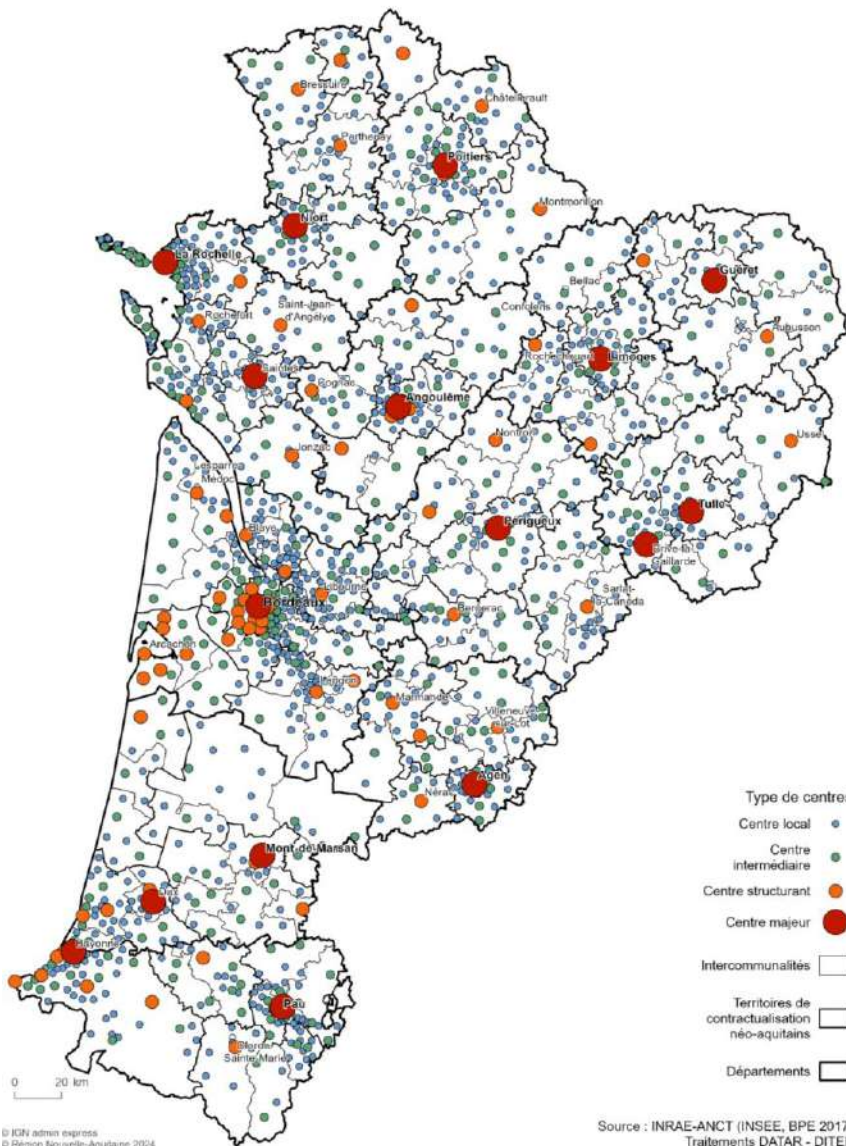 Bressuire
Châtellerault
Parthenay
Poitiers
Montmorillon
Niort
La Rochelle
Guéret
Bellac
Rochefort
Saint-Jean-
d'Angély
Confolens
Aubusson
Rochechouart
Limoges
Saintes
Cognac
Angoulême
Nontron
Ussel
Jonzac
Lesparre
Médoc
Tulle
Périgueux
Blaye
Brive-la-
Gaillarde
Libourne
Bordeaux
Sarlat-
la-Canéda
Bergerac
Arcachon
Langon
Marmande
Villeneuve
sur-Lot
Agen
Nérac
Mont-de-Marsan
Dax
Bayonne
Pau
Oloron
Sainte-Marie
0 20 km
Type de centres
Centre local
Centre
intermédiaire
Centre structurant
Centre majeur
Intercommunalités
Territoires de
contractualisation
néo-aquitains
Départements
© IGN admin express
© Région Nouvelle-Aquitaine 2024
Source : INRAE-ANCT (INSEE, BPE 2017
Traitements DATAR - DITE